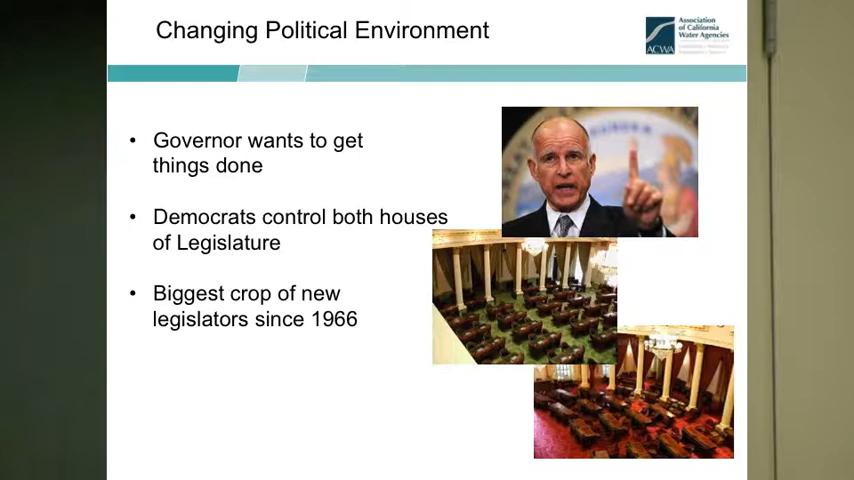 Changing Political Environment
Association
of California
Water Agencies
ACWA
• Governor wants to get
things done
• Democrats control both houses
of Legislature
• Biggest crop of new
legislators since 1966
EUREKA